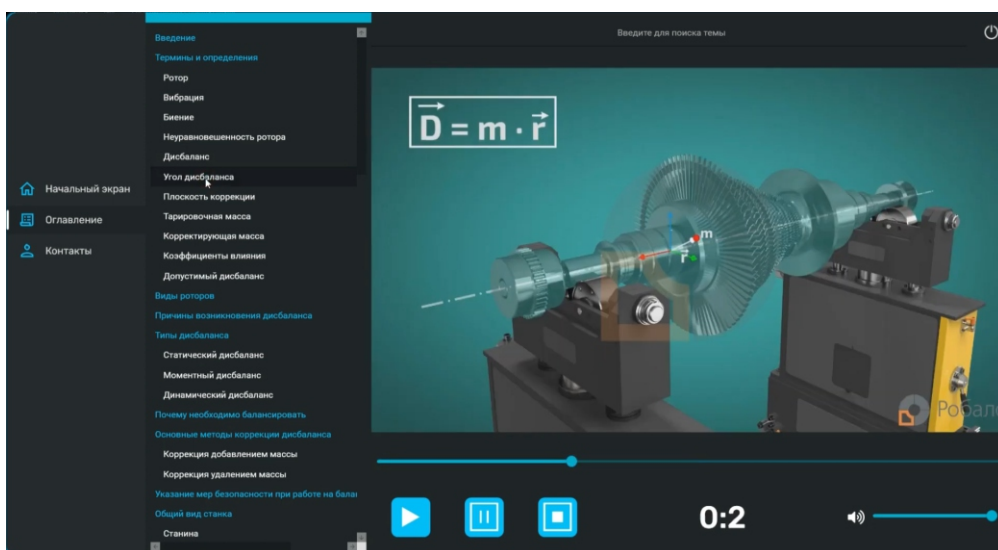 Введите для поиска темы
Начальный экран
Оглавление
Контакты
Введение
Термины и определения
Ротор
Вибрация
Биение
Неуравновешенность ротора
Дисбаланс
Угол дисбаланса
Плоскость коррекции
Тарировочная масса
Корректирующая масса
Коэффициенты влияния
Допустимый дисбаланс
Виды роторов
Причины возникновения дисбаланса
Типы дисбаланса
Статический дисбаланс
Моментный дисбаланс
Динамический дисбаланс
Почему необходимо балансировать
Основные методы коррекции дисбаланса
Коррекция добавлением массы
Коррекция удалением массы
Указание мер безопасности при работе на бала
Общий вид станка
Станина
D = m · r
m
r
Робал
0:2